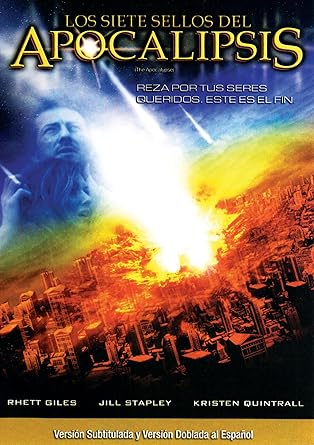 LOS SIETE SELLOS DEL
APOCALIPSIS
(The Apocalypse)
REZA POR TUS SERES
QUERIDOS. ESTE ES EL FIN
RHETT GILES JILL STAPLEY KRISTEN QUINTRALL
Versión Subtitulada y Versión Doblada al Español